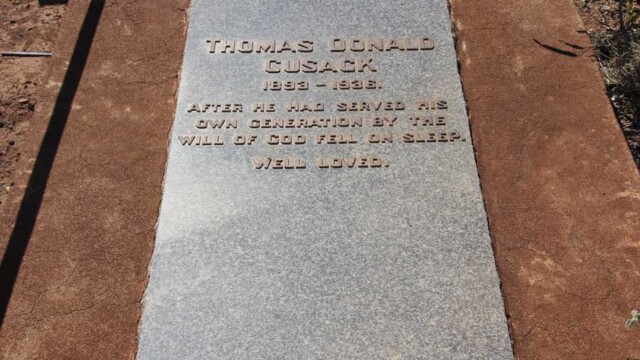 THOMAS DONALD
CUSACK
1893 - 1936.
AFTER HE HAD SERVED HIS
OWN GENERATION BY THE
WILL OF GOD FELL ON SLEEP.
WELL LOVED.